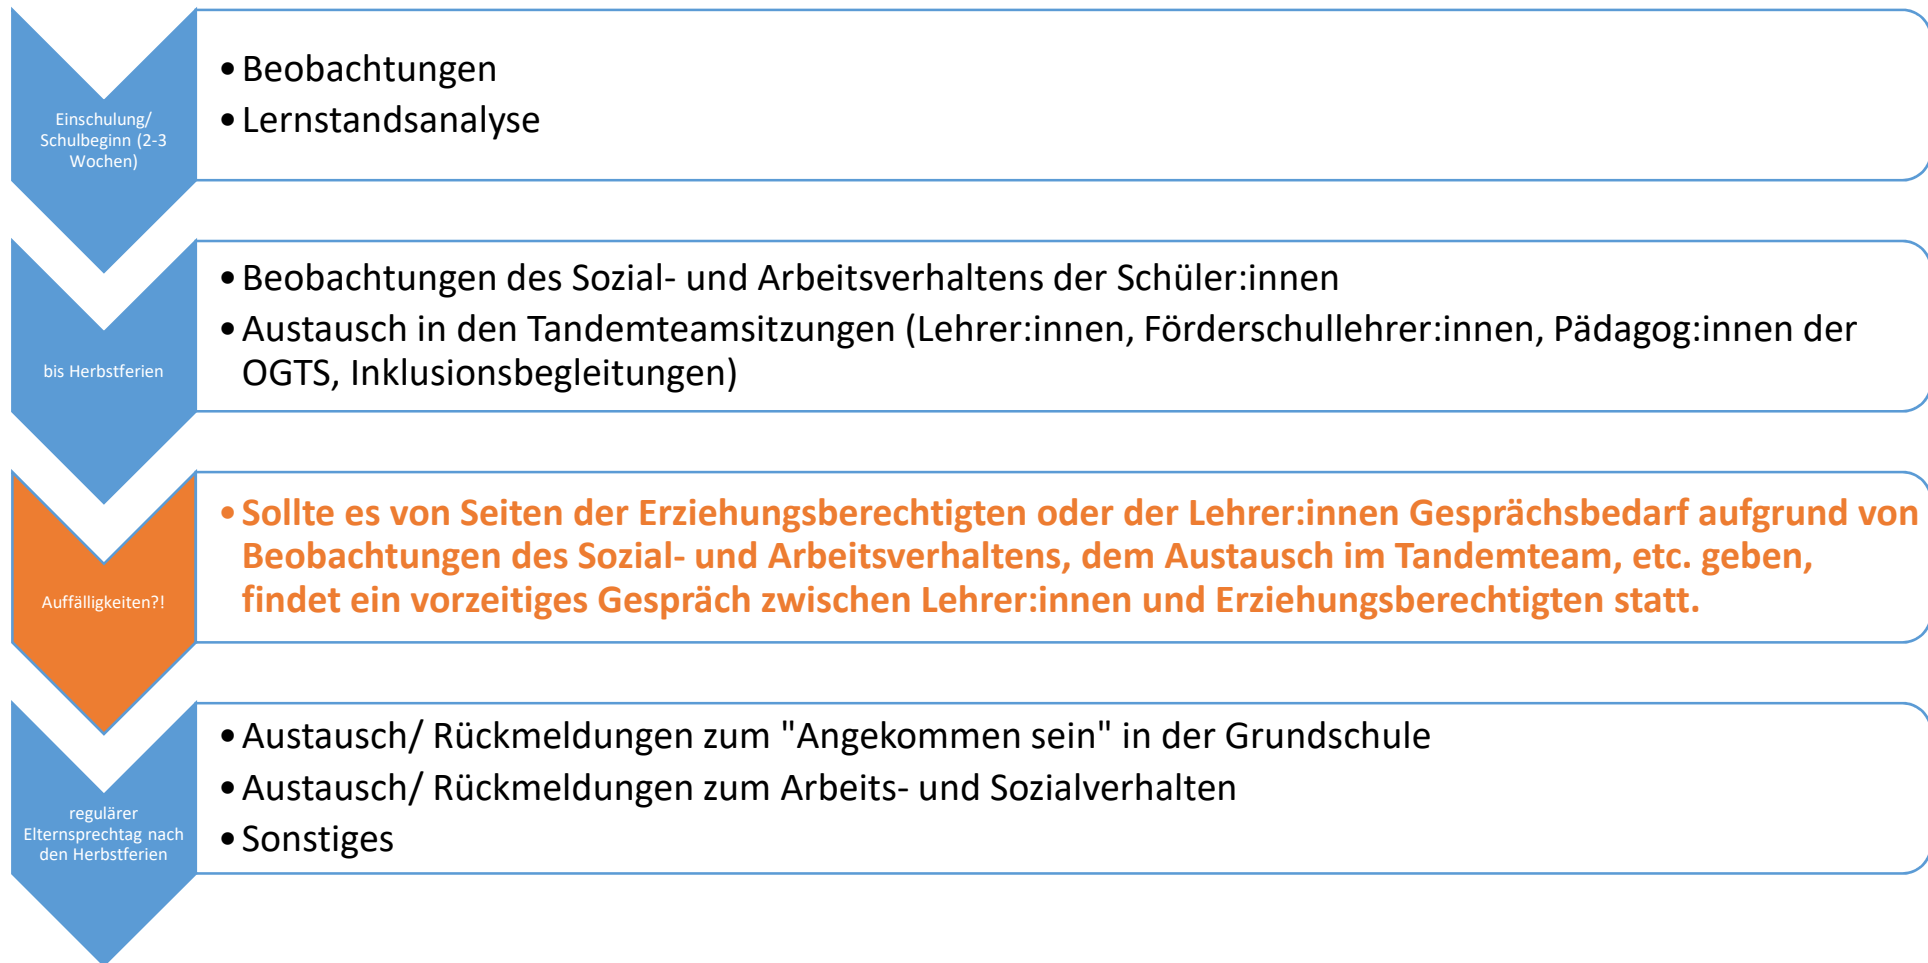 Einschulung/
Schulbeginn (2-3
Wochen)
• Beobachtungen
• Lernstandsanalyse
bis Herbstferien
• Beobachtungen des Sozial- und Arbeitsverhaltens der Schüler:innen
• Austausch in den Tandemteamsitzungen (Lehrer:innen, Förderschullehrer:innen, Pädagog:innen der
OGTS, Inklusionsbegleitungen)
Auffälligkeiten?!
• Sollte es von Seiten der Erziehungsberechtigten oder der Lehrer:innen Gesprächsbedarf aufgrund von
Beobachtungen des Sozial- und Arbeitsverhaltens, dem Austausch im Tandemteam, etc. geben,
findet ein vorzeitiges Gespräch zwischen Lehrer:innen und Erziehungsberechtigten statt.
regulärer
Elternsprechtag nach
den Herbstferien
• Austausch/ Rückmeldungen zum "Angekommen sein" in der Grundschule
• Austausch/ Rückmeldungen zum Arbeits- und Sozialverhalten
• Sonstiges